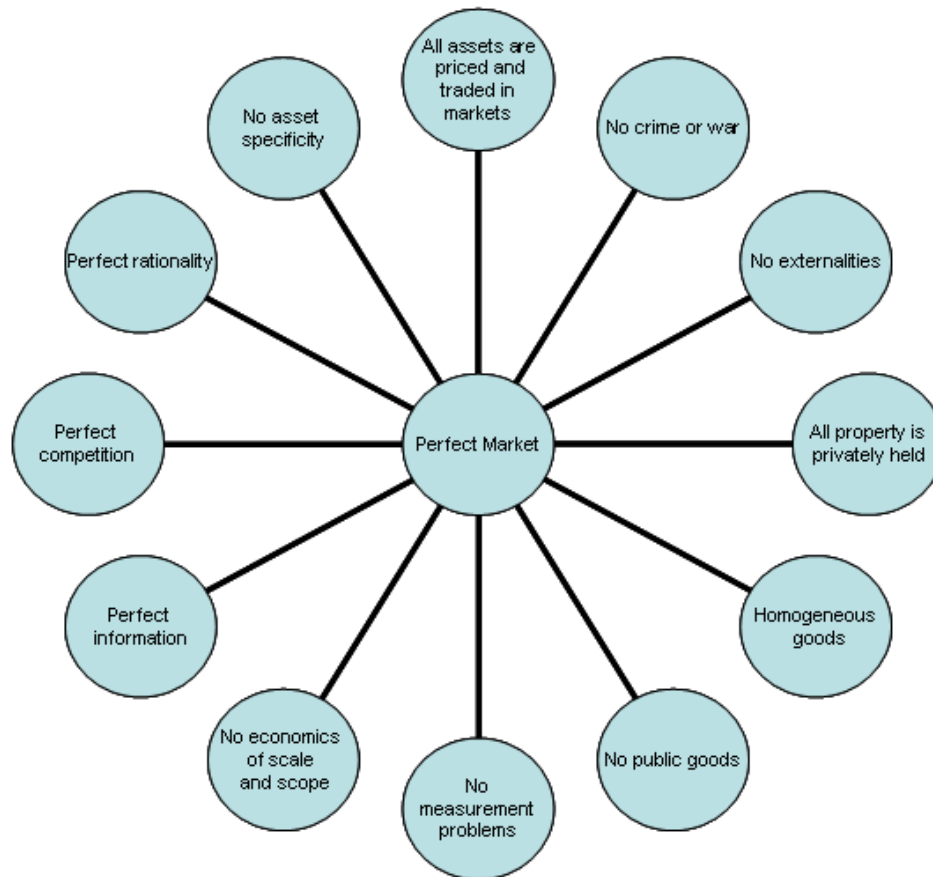 All assets are
priced and
traded in
markets
No crime or war
No externalities
All property is
privately held
Homogeneous
goods
No public goods
No
measurement
problems
No economics
of scale
and scope
Perfect
information
Perfect
competition
Perfect rationality
No asset
specificity
Perfect Market